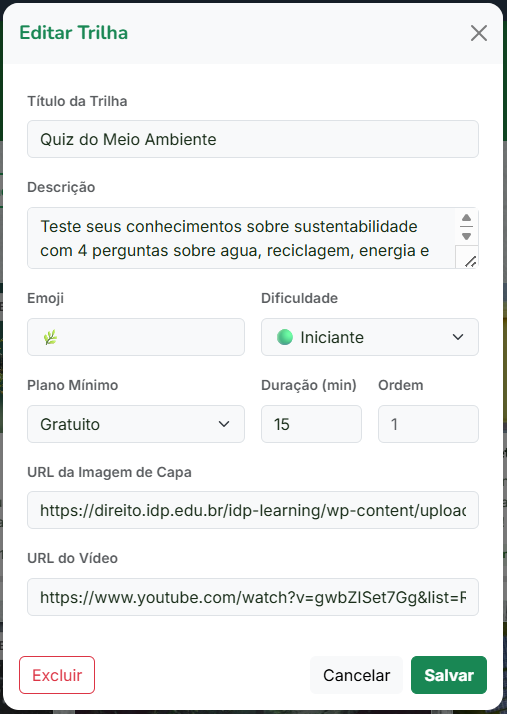 Editar Trilha
Título da Trilha
Quiz do Meio Ambiente
Descrição
Teste seus conhecimentos sobre sustentabilidade
com 4 perguntas sobre agua, reciclagem, energia e
Emoji
Dificuldade
Iniciante
Plano Mínimo
Duração (min)
Ordem
Gratuito
15
1
URL da Imagem de Capa
https://direito.idp.edu.br/idp-learning/wp-content/upload
URL do Vídeo
https://www.youtube.com/watch?v=gwbZISet7Gg&list=R
Excluir
Cancelar
Salvar